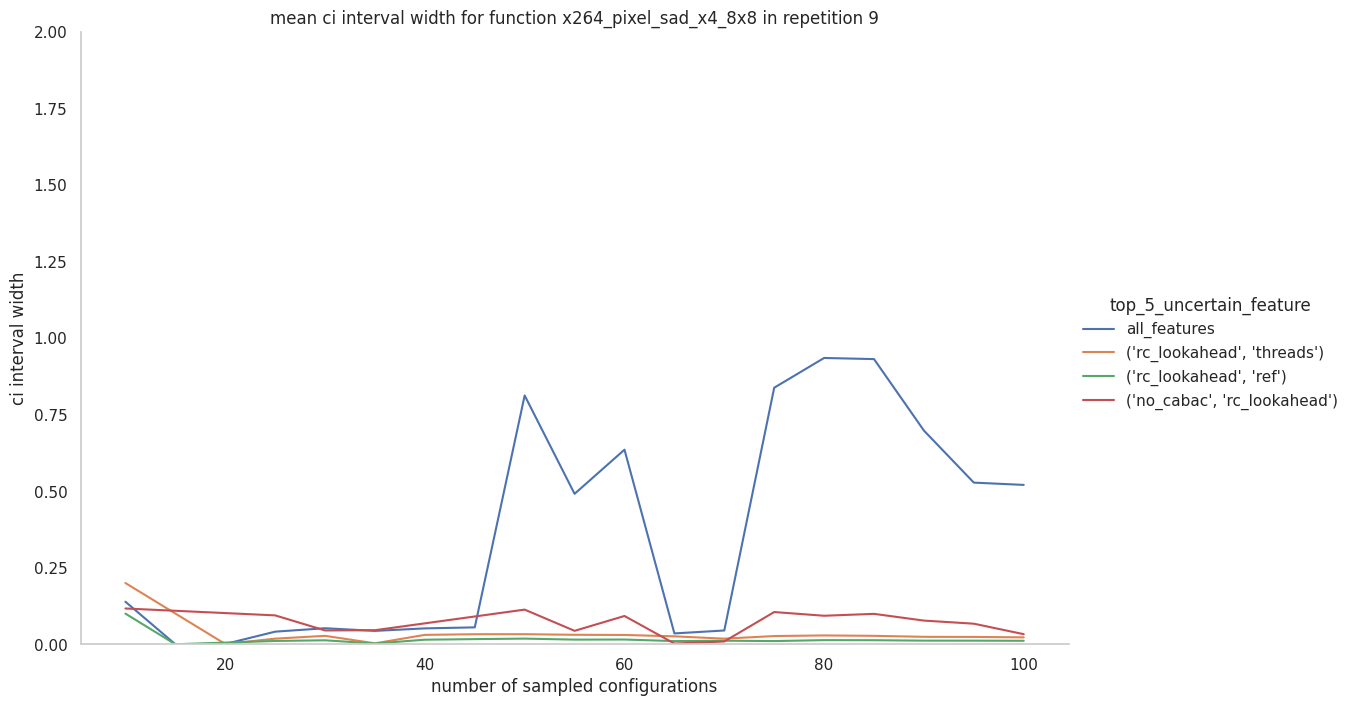 mean ci interval width for function x264_pixel_sad_x4_8x8 in repetition 9
2.00
1.75
1.50
1.25
1.00
0.75
0.50
0.25
0.00
ci interval width
20
40
60
80
100
number of sampled configurations
top_5_uncertain_feature
all_features
('rc_lookahead', 'threads')
('rc_lookahead', 'ref')
('no_cabac', 'rc_lookahead')